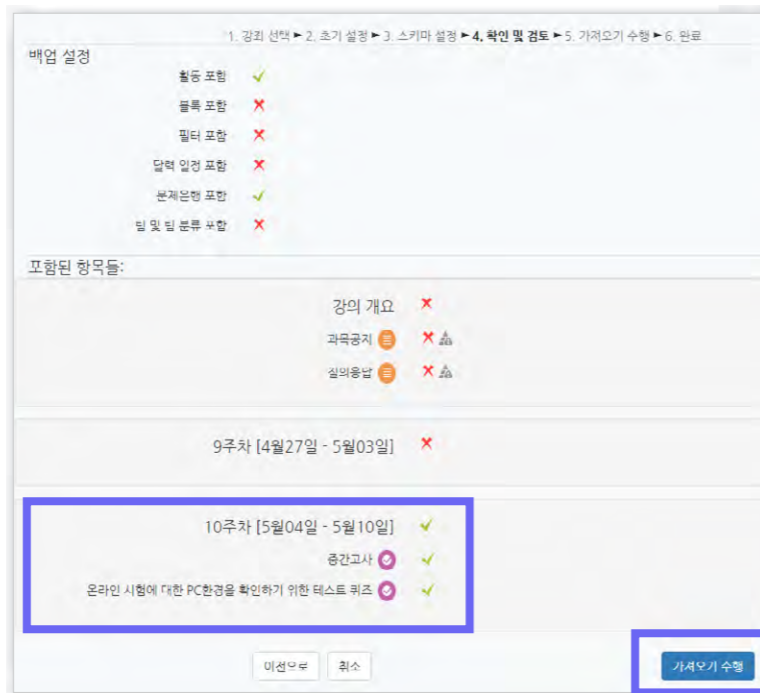 1. 강좌 선택 ► 2. 초기 설정 ► 3. 스키마 설정 ► 4. 확인 및 검토 ► 5. 가져오기 수행 ► 6. 완료
백업 설정
활동 포함
블록 포함
필터 포함
달력 일정 포함
문제은행 포함
팀 및 팀 분류 포함
포함된 항목들:
강의 개요
과목공지
질의응답
9주차 [4월27일 - 5월03일]
10주차 [5월04일 - 5월10일]
중간고사
온라인 시험에 대한 PC환경을 확인하기 위한 테스트 퀴즈
이전으로 취소 가져오기 수행